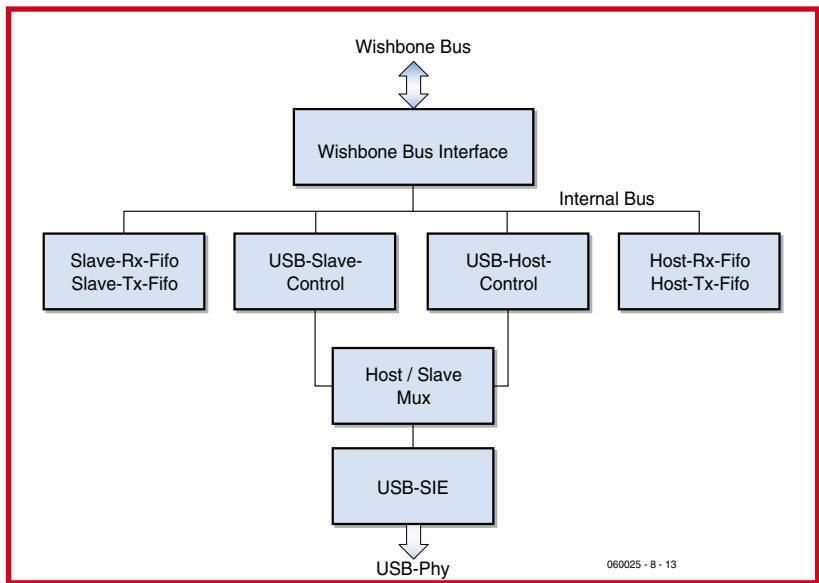 Wishbone Bus
Wishbone Bus Interface
Internal Bus
Slave-Rx-Fifo
Slave-Tx-Fifo
USB-Slave-
Control
USB-Host-
Control
Host-Rx-Fifo
Host-Tx-Fifo
Host / Slave
Mux
USB-SIE
USB-Phy
060025 - 8 - 13